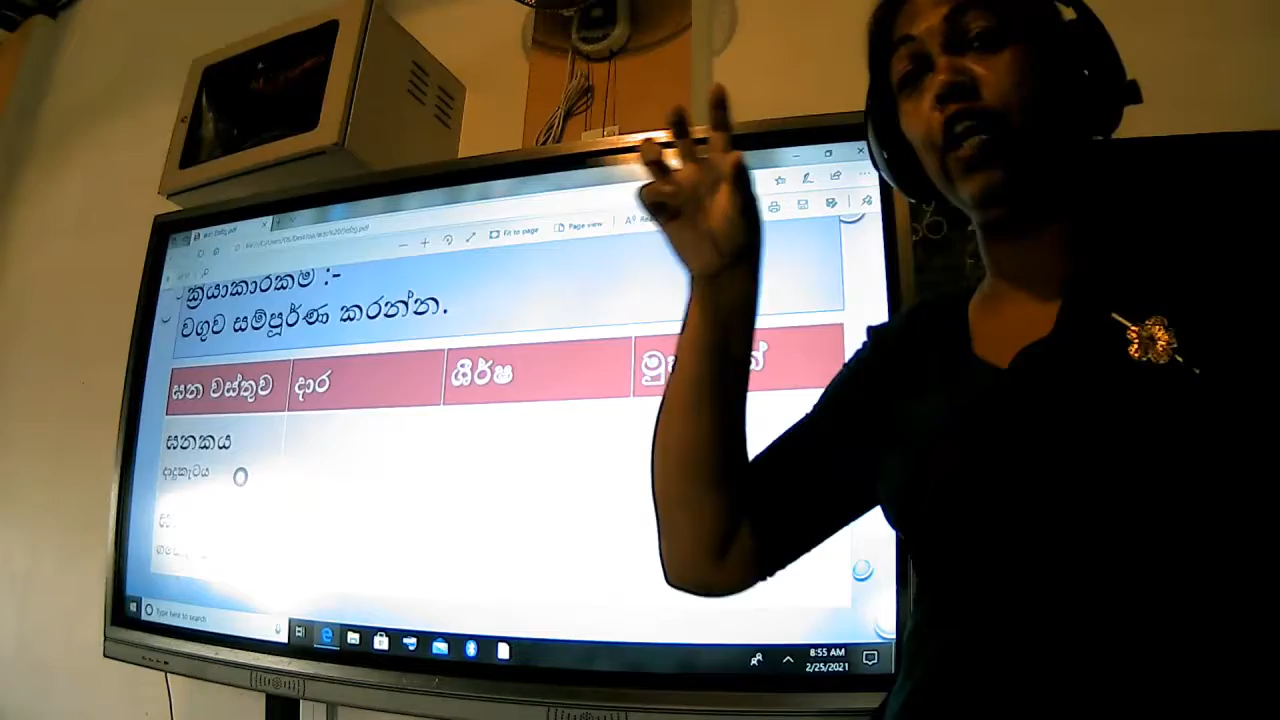 Fit to page
Page view
ක්‍රියාකාරකම :-
වගුව සම්පූර්ණ කරන්න.
ඝන වස්තුව දාර ශීර්ෂ
ඝනකය
දාදුකැටය
Type here to search
8:55 AM
2/25/2021